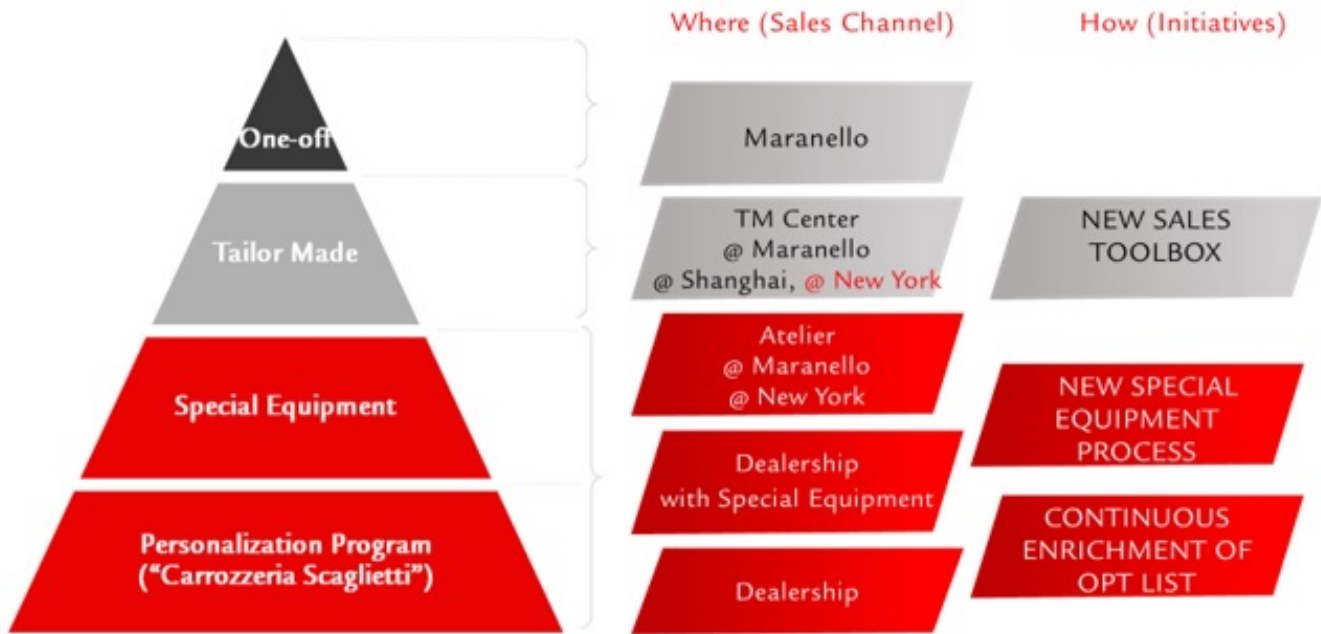 Where (Sales Channel)
How (Initiatives)
One-off
Maranello
Tailor Made
TM Center
@ Maranello
@ Shanghai, @ New York
NEW SALES
TOOLBOX
Special Equipment
Atelier
@ Maranello
@ New York
NEW SPECIAL
EQUIPMENT
PROCESS
Dealership
with Special Equipment
Personalization Program
("Carrozzeria Scaglietti")
Dealership
CONTINUOUS
ENRICHMENT OF
OPT LIST